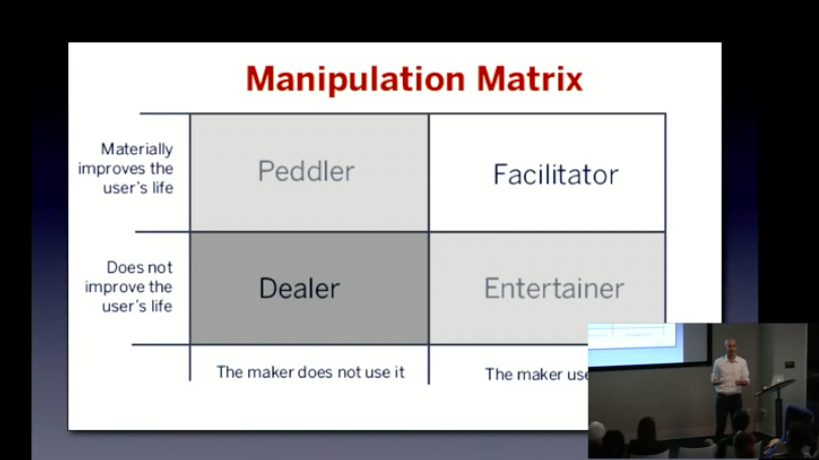 Manipulation Matrix
Materially
improves the
user's life
Peddler
Facilitator
Does not
improve the
user's life
Dealer
Entertainer
The maker does not use it
The maker use